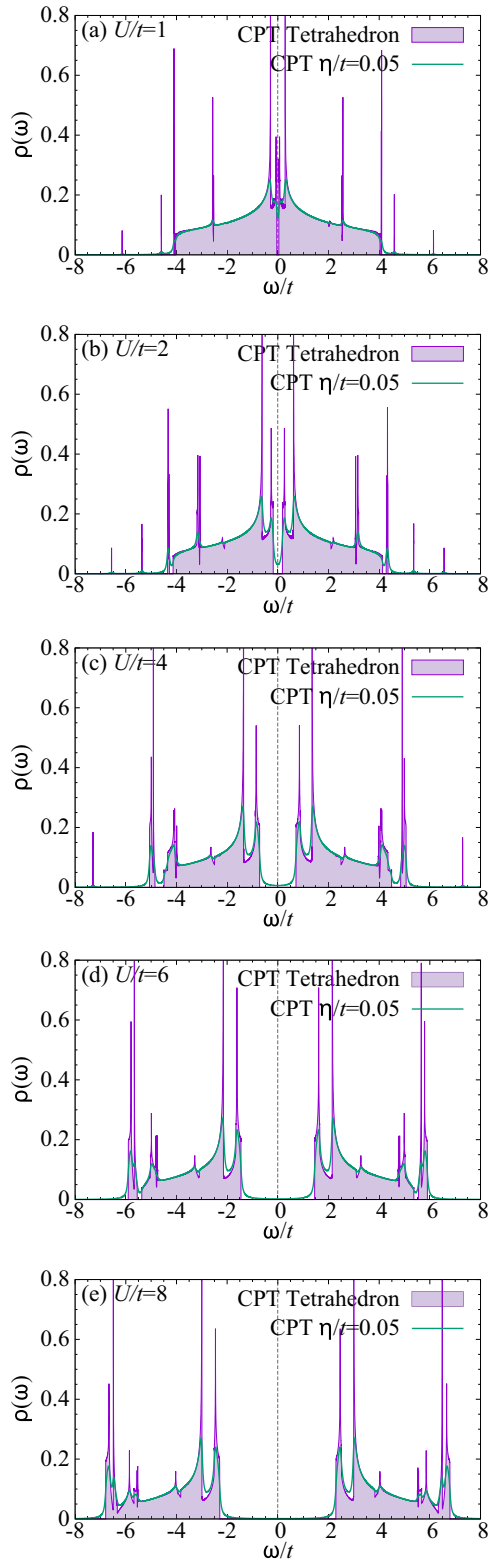 (a) U/t=1
CPT Tetrahedron
CPT η/t=0.05
ρ(ω)
0.8
0.6
0.4
0.2
0
-8 -6 -4 -2 0 2 4 6 8
ω/t
(b) U/t=2
CPT Tetrahedron
CPT η/t=0.05
ρ(ω)
0.8
0.6
0.4
0.2
0
-8 -6 -4 -2 0 2 4 6 8
ω/t
(c) U/t=4
CPT Tetrahedron
CPT η/t=0.05
ρ(ω)
0.8
0.6
0.4
0.2
0
-8 -6 -4 -2 0 2 4 6 8
ω/t
(d) U/t=6
CPT Tetrahedron
CPT η/t=0.05
ρ(ω)
0.8
0.6
0.4
0.2
0
-8 -6 -4 -2 0 2 4 6 8
ω/t
(e) U/t=8
CPT Tetrahedron
CPT η/t=0.05
ρ(ω)
0.8
0.6
0.4
0.2
0
-8 -6 -4 -2 0 2 4 6 8
ω/t